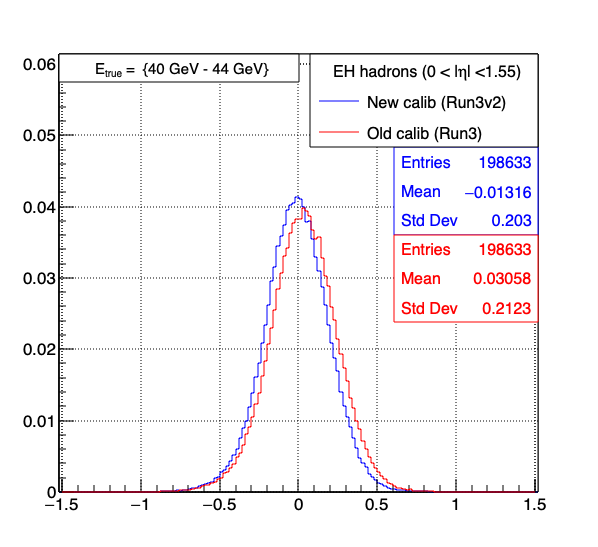 E_true = {40 GeV - 44 GeV}
EH hadrons (0 < |η| <1.55)
New calib (Run3v2)
Old calib (Run3)
Entries 198633
Mean −0.01316
Std Dev 0.203
Entries 198633
Mean 0.03058
Std Dev 0.2123
0.06
0.05
0.04
0.03
0.02
0.01
0
−1.5 −1 −0.5 0 0.5 1 1.5